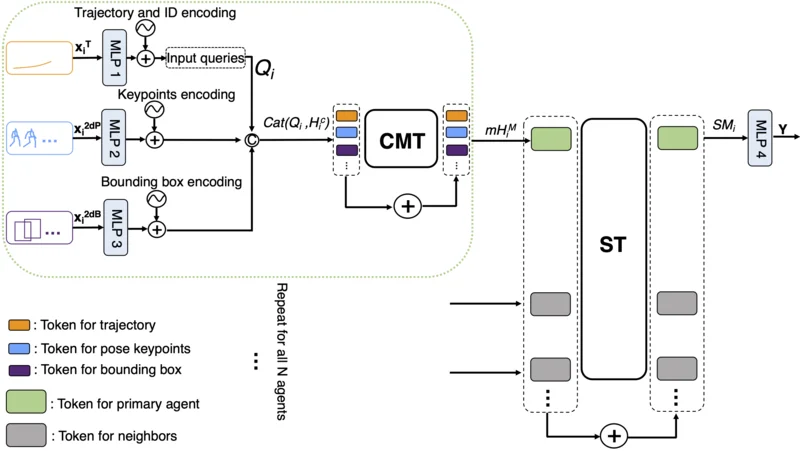 Trajectory and ID encoding
x_i^T
MLP 1
Input queries
Q_i
Keypoints encoding
x_i^2dP
MLP 2
...
C
Cat(Q_i ,H_i^c)
CMT
...
...
mH_i^M
Bounding box encoding
x_i^2dB
MLP 3
...
ST
SM_i
MLP 4
Y
...
...
Repeat for all N agents
...
: Token for trajectory
: Token for pose keypoints
: Token for bounding box
: Token for primary agent
: Token for neighbors